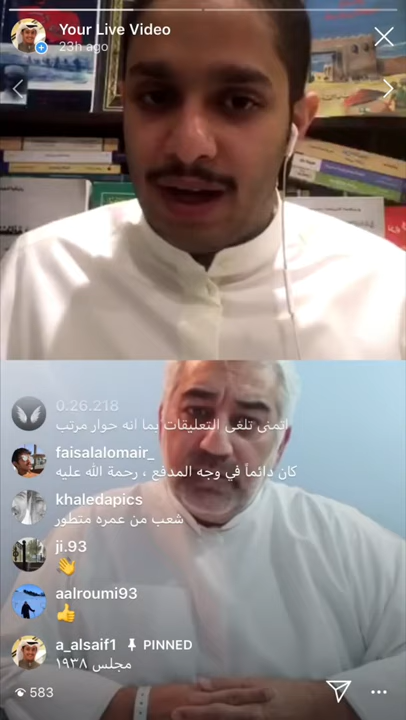 Your Live Video
23h ago
0.26.218
اتمنى تلغى التعليقات بما انه حوار مرتب
faisalalomair_
كان دائماً في وجه المدفع ، رحمة الله عليه
khaledapics
شعب من عمره متطور
ji.93
👋
aalroumi93
👍
a_alsaif1 PINNED
مجلس ١٩٣٨
583